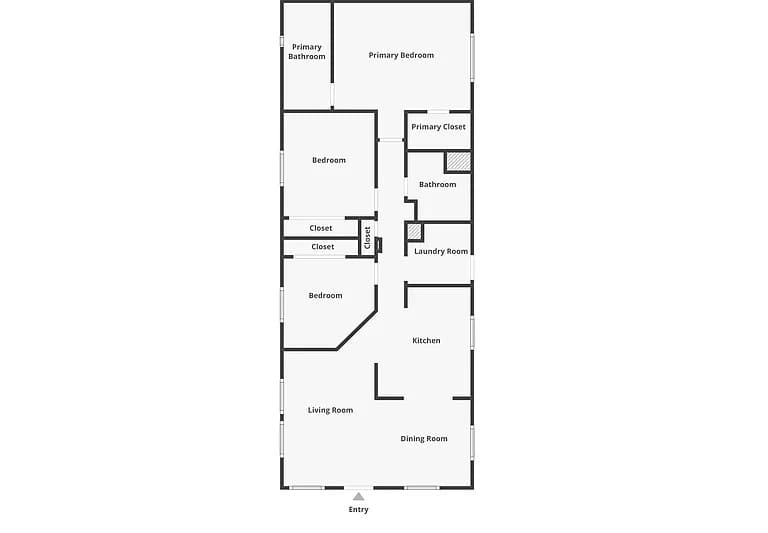 Primary
Bathroom
Primary Bedroom
Primary Closet
Bedroom
Bathroom
Closet
Closet
Closet
Laundry Room
Bedroom
Kitchen
Living Room
Dining Room
Entry